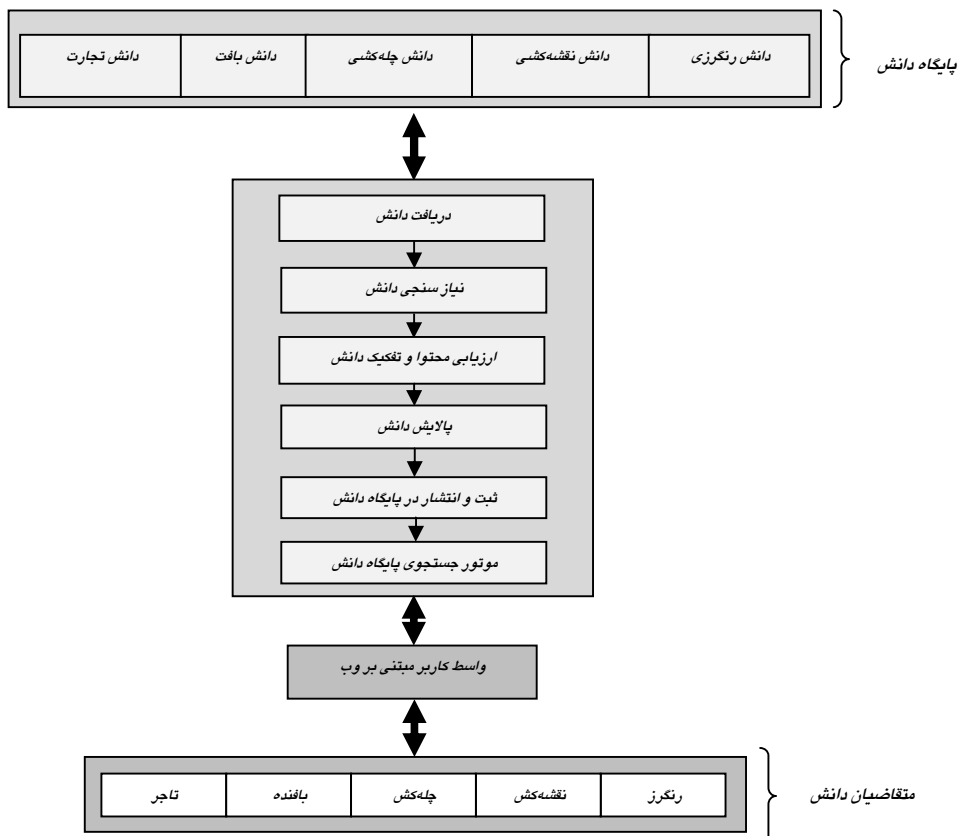 پایگاه دانش
دانش رنگرزی
دانش نقشه‌کشی
دانش چله‌کشی
دانش بافت
دانش تجارت
دریافت دانش
نیاز سنجی دانش
ارزیابی محتوا و تفکیک دانش
پالایش دانش
ثبت و انتشار در پایگاه دانش
موتور جستجوی پایگاه دانش
واسط کاربر مبتنی بر وب
متقاضیان دانش
رنگرز
نقشه‌کش
چله‌کش
بافنده
تاجر